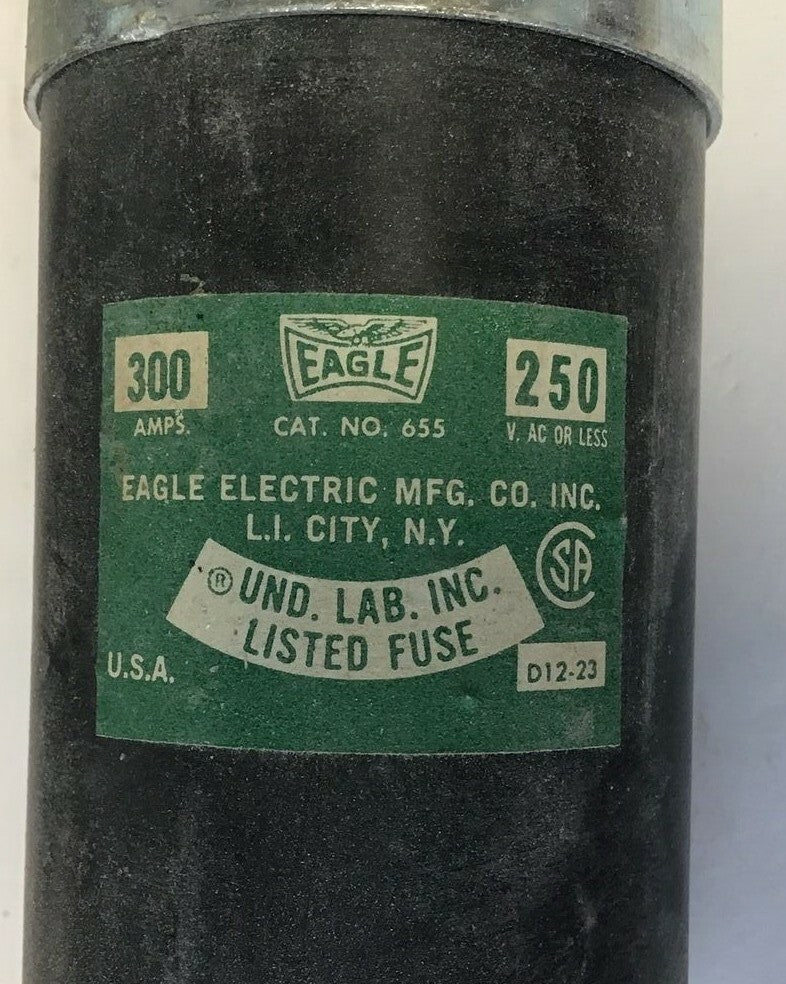 300
AMPS.
EAGLE
CAT. NO. 655
250
V. AC OR LESS
EAGLE ELECTRIC MFG. CO. INC.
L.I. CITY, N.Y.
SA
® UND. LAB. INC.
LISTED FUSE
U.S.A.
D12-23